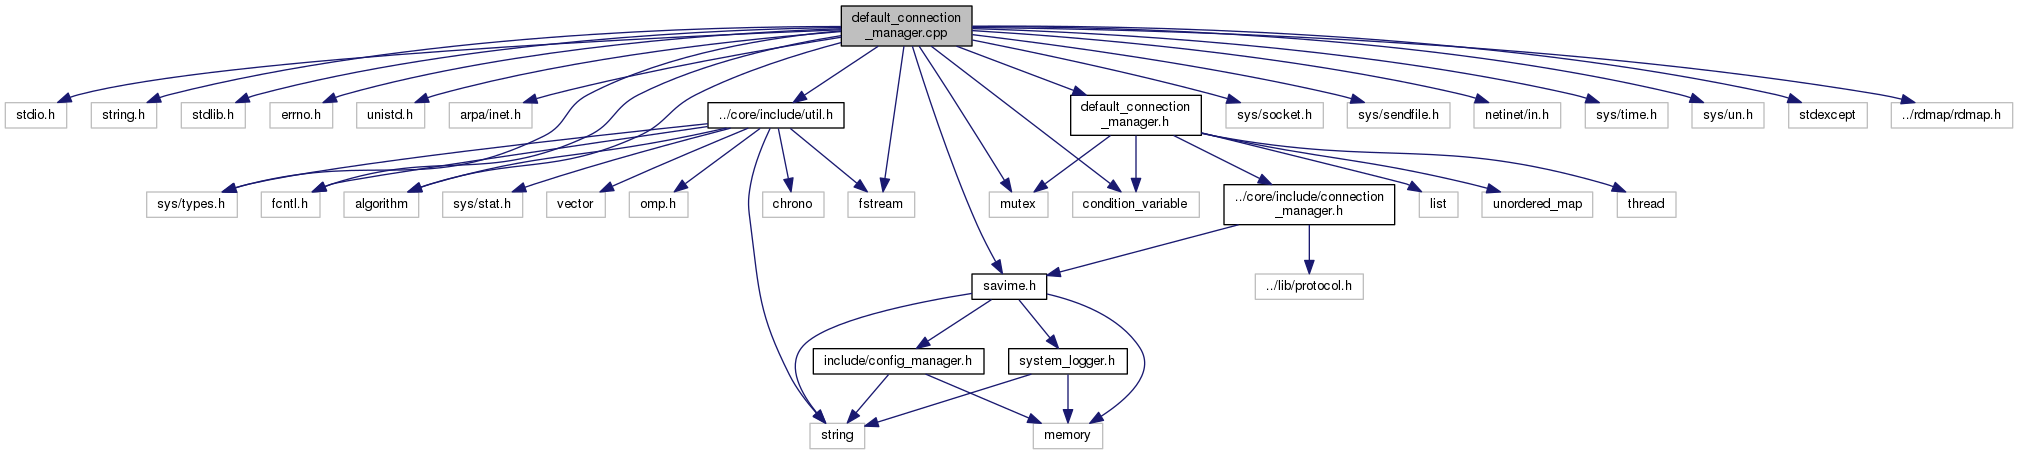 default_connection
_manager.cpp
stdio.h
string.h
stdlib.h
errno.h
unistd.h
arpa/inet.h
../core/include/util.h
default_connection
_manager.h
sys/socket.h
sys/sendfile.h
netinet/in.h
sys/time.h
sys/un.h
stdexcept
../rdmap/rdmap.h
sys/types.h
fcntl.h
algorithm
sys/stat.h
vector
omp.h
chrono
fstream
mutex
condition_variable
../core/include/connection
_manager.h
list
unordered_map
thread
savime.h
../lib/protocol.h
include/config_manager.h
system_logger.h
string
memory